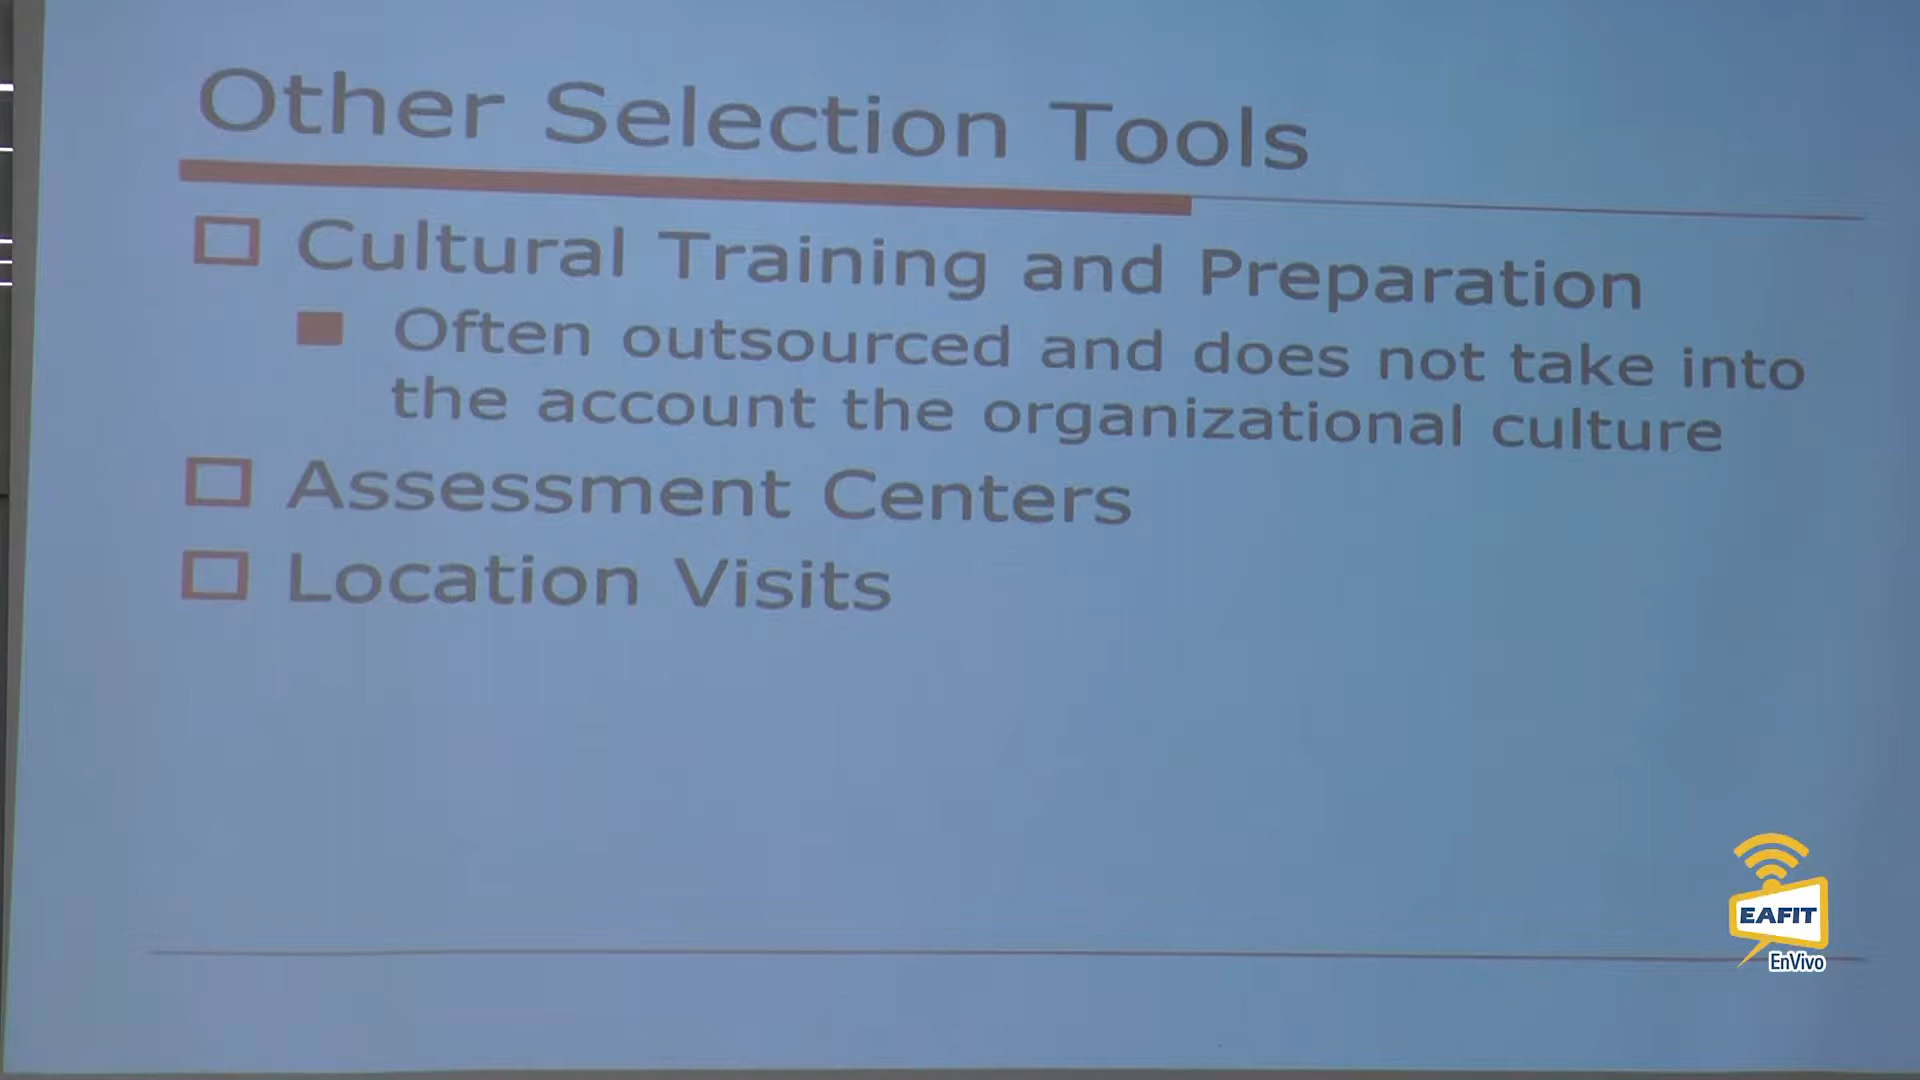 Other Selection Tools
Cultural Training and Preparation
Often outsourced and does not take into
the account the organizational culture
Assessment Centers
Location Visits
EAFIT
EnVivo